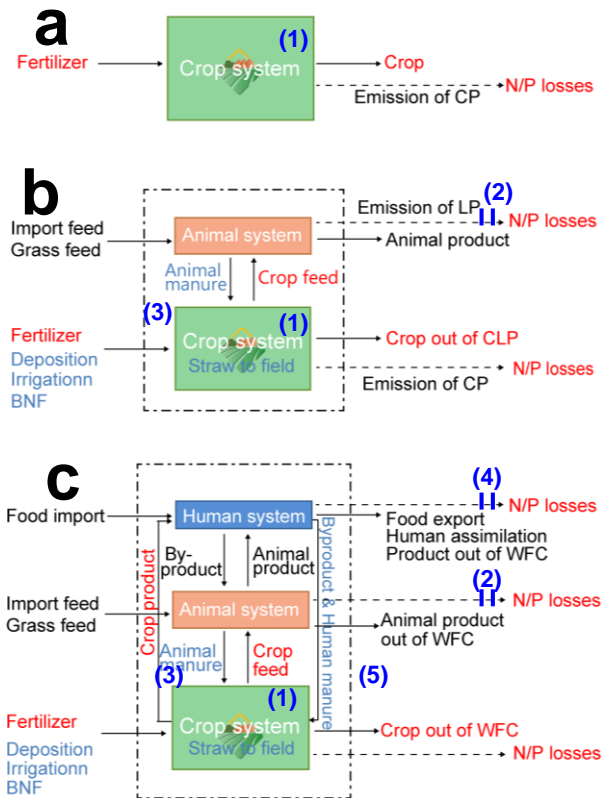 a
(1)
Fertilizer
Crop system
Crop
Emission of CP
N/P losses
b
Emission of LP
(2)
N/P losses
Import feed
Grass feed
Animal system
Animal product
Animal
manure
Crop feed
(3)
(1)
Fertilizer
Deposition
Irrigationn
BNF
Crop system
Straw to field
Crop out of CLP
Emission of CP
N/P losses
c
(4)
N/P losses
Food import
Human system
Food export
Human assimilation
Product out of WFC
By-
product
Animal
product
Crop product
Byproduct & Human manure
(2)
N/P losses
Import feed
Grass feed
Animal system
Animal product
out of WFC
Animal
manure
Crop
feed
(3)
(5)
(1)
Fertilizer
Deposition
Irrigationn
BNF
Crop system
Straw to field
Crop out of WFC
N/P losses